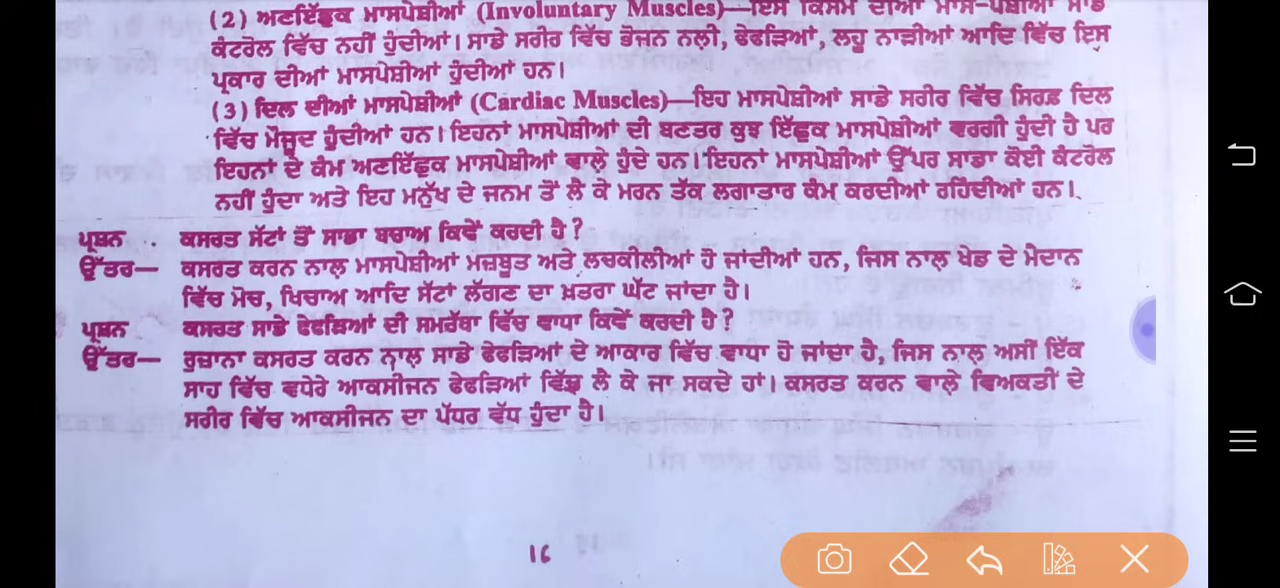 (2) ਅਣਇੱਛੁਕ ਮਾਸਪੇਸ਼ੀਆਂ (Involuntary Muscles)—ਇਸ ਕਿਸਮ ਦੀਆਂ ਮਾਸ-ਪੇਸ਼ੀਆਂ ਸਾਡੇ
ਕੰਟਰੋਲ ਵਿੱਚ ਨਹੀਂ ਹੁੰਦੀਆਂ। ਸਾਡੇ ਸਰੀਰ ਵਿੱਚ ਭੋਜਨ ਨਲੀ, ਫੇਫੜਿਆਂ, ਲਹੂ ਨਾੜੀਆਂ ਆਦਿ ਵਿੱਚ ਇਸ
ਪ੍ਰਕਾਰ ਦੀਆਂ ਮਾਸਪੇਸ਼ੀਆਂ ਹੁੰਦੀਆਂ ਹਨ।
(3) ਦਿਲ ਦੀਆਂ ਮਾਸਪੇਸ਼ੀਆਂ (Cardiac Muscles)—ਇਹ ਮਾਸਪੇਸ਼ੀਆਂ ਸਾਡੇ ਸਰੀਰ ਵਿੱਚ ਸਿਰਫ਼ ਦਿਲ
ਵਿੱਚ ਮੌਜੂਦ ਹੁੰਦੀਆਂ ਹਨ। ਇਹਨਾਂ ਮਾਸਪੇਸ਼ੀਆਂ ਦੀ ਬਣਤਰ ਕੁਝ ਇੱਛੁਕ ਮਾਸਪੇਸ਼ੀਆਂ ਵਰਗੀ ਹੁੰਦੀ ਹੈ ਪਰ
ਇਹਨਾਂ ਦੇ ਕੰਮ ਅਣਇੱਛੁਕ ਮਾਸਪੇਸ਼ੀਆਂ ਵਾਲੇ ਹੁੰਦੇ ਹਨ। ਇਹਨਾਂ ਮਾਸਪੇਸ਼ੀਆਂ ਉੱਪਰ ਸਾਡਾ ਕੋਈ ਕੰਟਰੋਲ
ਨਹੀਂ ਹੁੰਦਾ ਅਤੇ ਇਹ ਮਨੁੱਖ ਦੇ ਜਨਮ ਤੋਂ ਲੈ ਕੇ ਮਰਨ ਤੱਕ ਲਗਾਤਾਰ ਕੰਮ ਕਰਦੀਆਂ ਰਹਿੰਦੀਆਂ ਹਨ।
ਪ੍ਰਸ਼ਨ ਕਸਰਤ ਸੱਟਾਂ ਤੋਂ ਸਾਡਾ ਬਚਾਅ ਕਿਵੇਂ ਕਰਦੀ ਹੈ?
ਉੱਤਰ— ਕਸਰਤ ਕਰਨ ਨਾਲ ਮਾਸਪੇਸ਼ੀਆਂ ਮਜ਼ਬੂਤ ਅਤੇ ਲਚਕੀਲੀਆਂ ਹੋ ਜਾਂਦੀਆਂ ਹਨ, ਜਿਸ ਨਾਲ ਖੇਡ ਦੇ ਮੈਦਾਨ
ਵਿੱਚ ਮੋਚ, ਖਿਚਾਅ ਆਦਿ ਸੱਟਾਂ ਲੱਗਣ ਦਾ ਖ਼ਤਰਾ ਘੱਟ ਜਾਂਦਾ ਹੈ।
ਪ੍ਰਸ਼ਨ ਕਸਰਤ ਸਾਡੇ ਫੇਫੜਿਆਂ ਦੀ ਸਮਰੱਥਾ ਵਿੱਚ ਵਾਧਾ ਕਿਵੇਂ ਕਰਦੀ ਹੈ?
ਉੱਤਰ— ਰੁਜ਼ਾਨਾ ਕਸਰਤ ਕਰਨ ਨਾਲ਼ ਸਾਡੇ ਫੇਫੜਿਆਂ ਦੇ ਆਕਾਰ ਵਿੱਚ ਵਾਧਾ ਹੋ ਜਾਂਦਾ ਹੈ, ਜਿਸ ਨਾਲ਼ ਅਸੀਂ ਇੱਕ
ਸਾਹ ਵਿੱਚ ਵਧੇਰੇ ਆਕਸੀਜਨ ਫੇਫੜਿਆਂ ਵਿੱਚ ਲੈ ਕੇ ਜਾ ਸਕਦੇ ਹਾਂ। ਕਸਰਤ ਕਰਨ ਵਾਲੇ ਵਿਅਕਤੀ ਦੇ
ਸਰੀਰ ਵਿੱਚ ਆਕਸੀਜਨ ਦਾ ਪੱਧਰ ਵੱਧ ਹੁੰਦਾ ਹੈ।
16